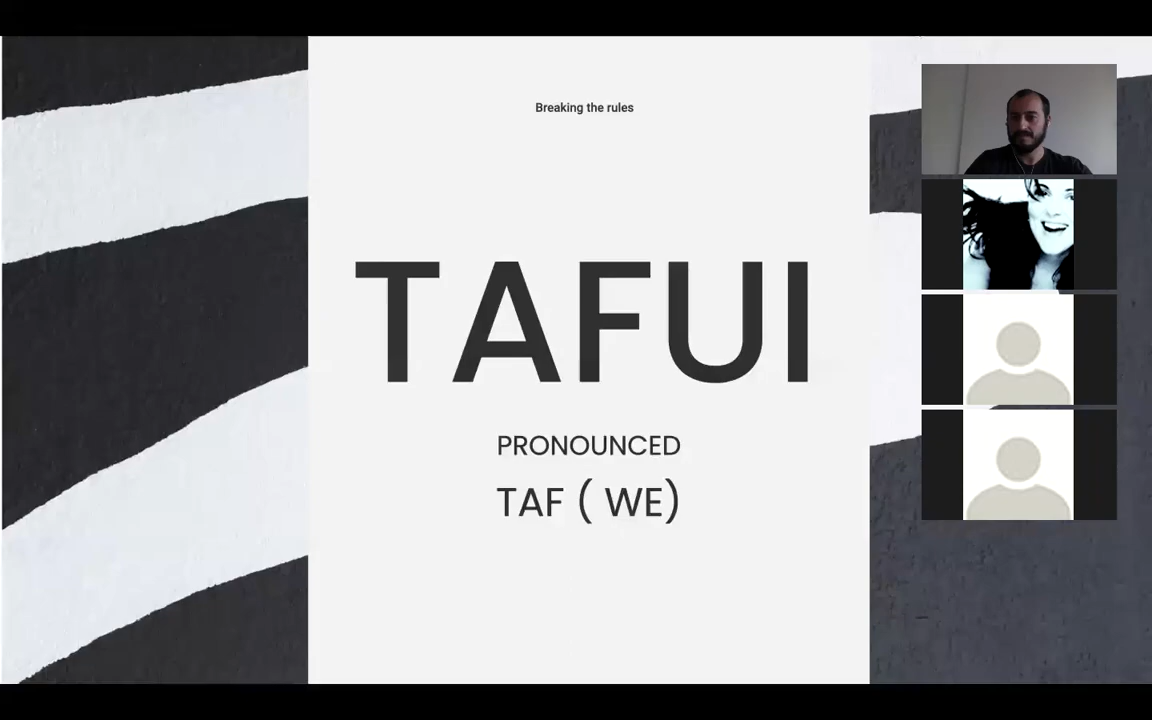 Breaking the rules
TAFUI
PRONOUNCED
TAF ( WE)